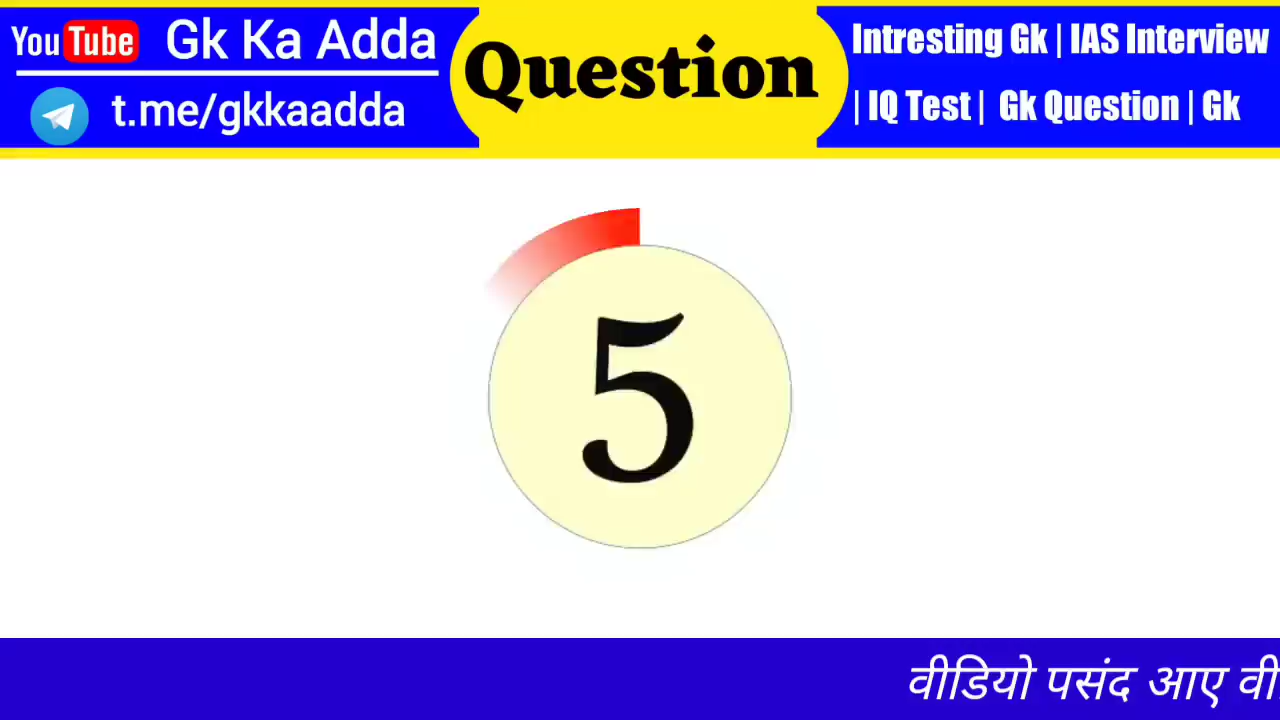 YouTube Gk Ka Adda
t.me/gkkaadda
Question
Intresting Gk | IAS Interview
| IQ Test | Gk Question | Gk
5
वीडियो पसंद आए